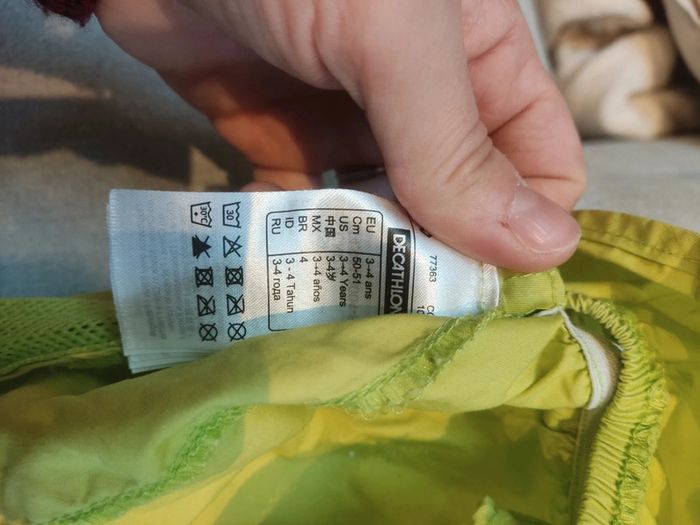 77363
DECATHLON
EU 3→4 ans
Cm 50-51
US 3→4 Years
中国 3-4岁
MX 3→4 años
BR 4
ID 3 - 4 Tahun
RU 3-4 года
30
30°C